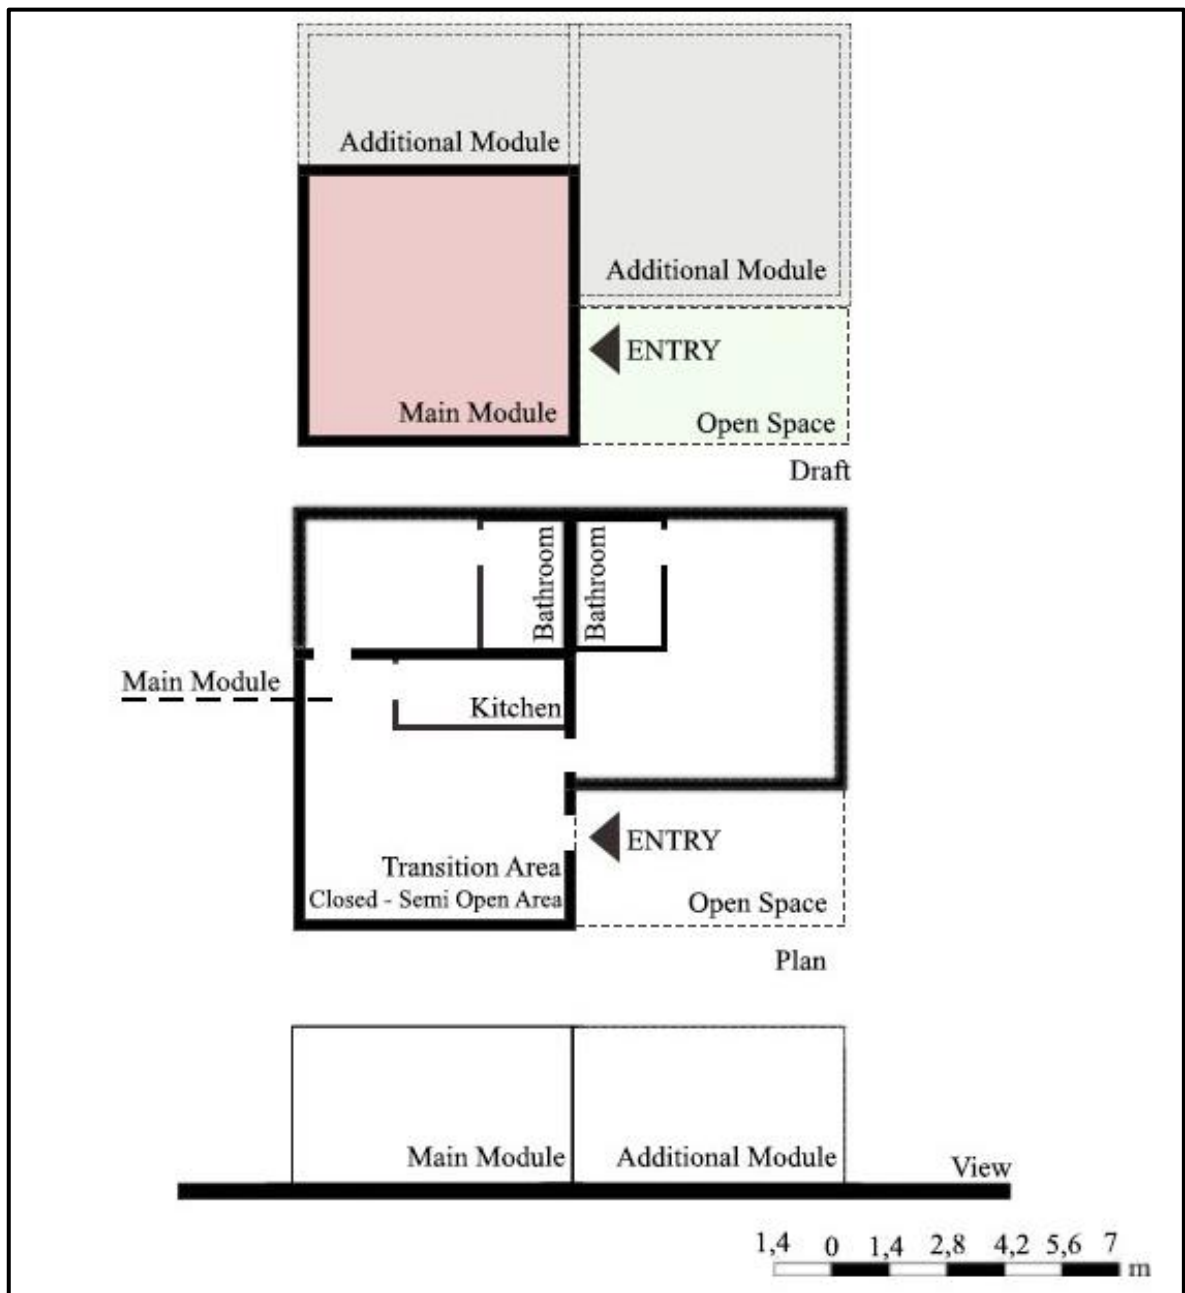 Additional Module
Additional Module
ENTRY
Main Module
Open Space
Draft
Bathroom
Bathroom
Main Module
Kitchen
ENTRY
Transition Area
Closed - Semi Open Area
Open Space
Plan
Main Module
Additional Module
View
1,4 0 1,4 2,8 4,2 5,6 7
m